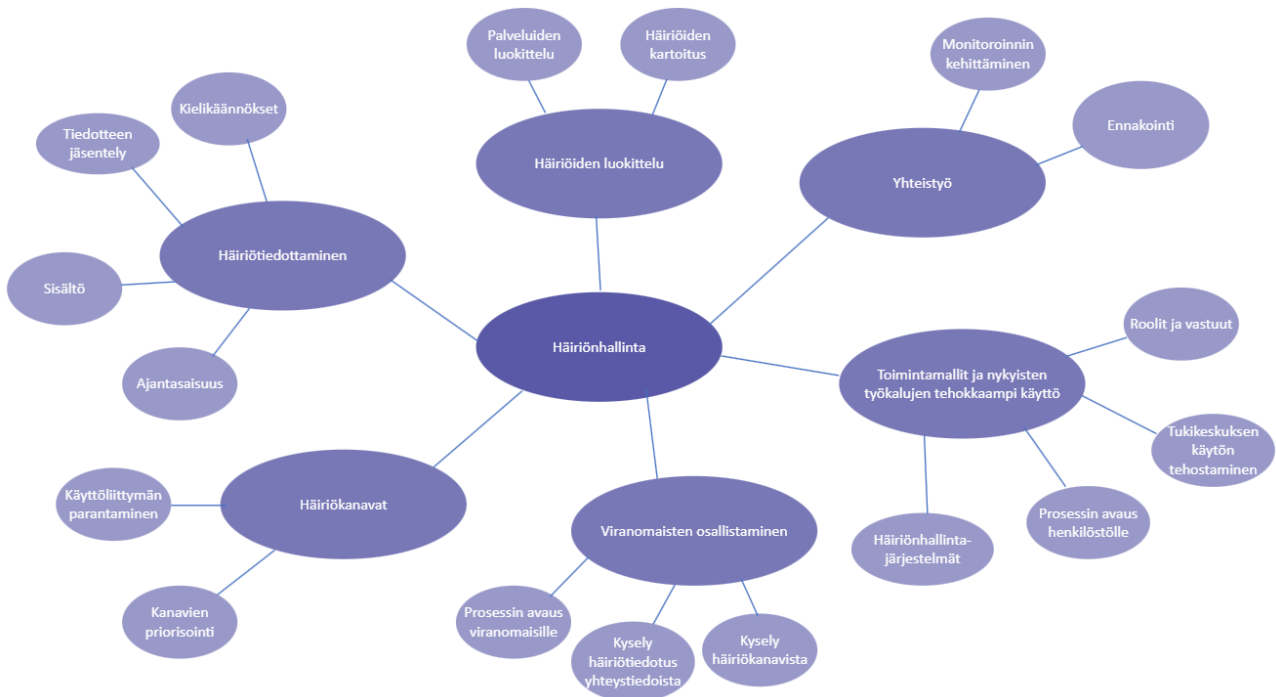 Palveluiden
luokittelu
Häiriöiden
kartoitus
Monitoroinnin
kehittäminen
Kielikäännökset
Ennakointi
Tiedotteen
jäsentely
Häiriöiden luokittelu
Yhteistyö
Häiriötiedottaminen
Sisältö
Roolit ja vastuut
Häiriönhallinta
Ajantasaisuus
Toimintamallit ja nykyisten
työkalujen tehokkaampi käyttö
Tukikeskuksen
käytön
tehostaminen
Käyttöliittymän
parantaminen
Häiriökanavat
Viranomaisten osallistaminen
Prosessin avaus
henkilöstölle
Häiriönhallinta-
järjestelmät
Kanavien
priorisointi
Prosessin avaus
viranomaisille
Kysely
häiriötiedotus
yhteystiedoista
Kysely
häiriökanavista